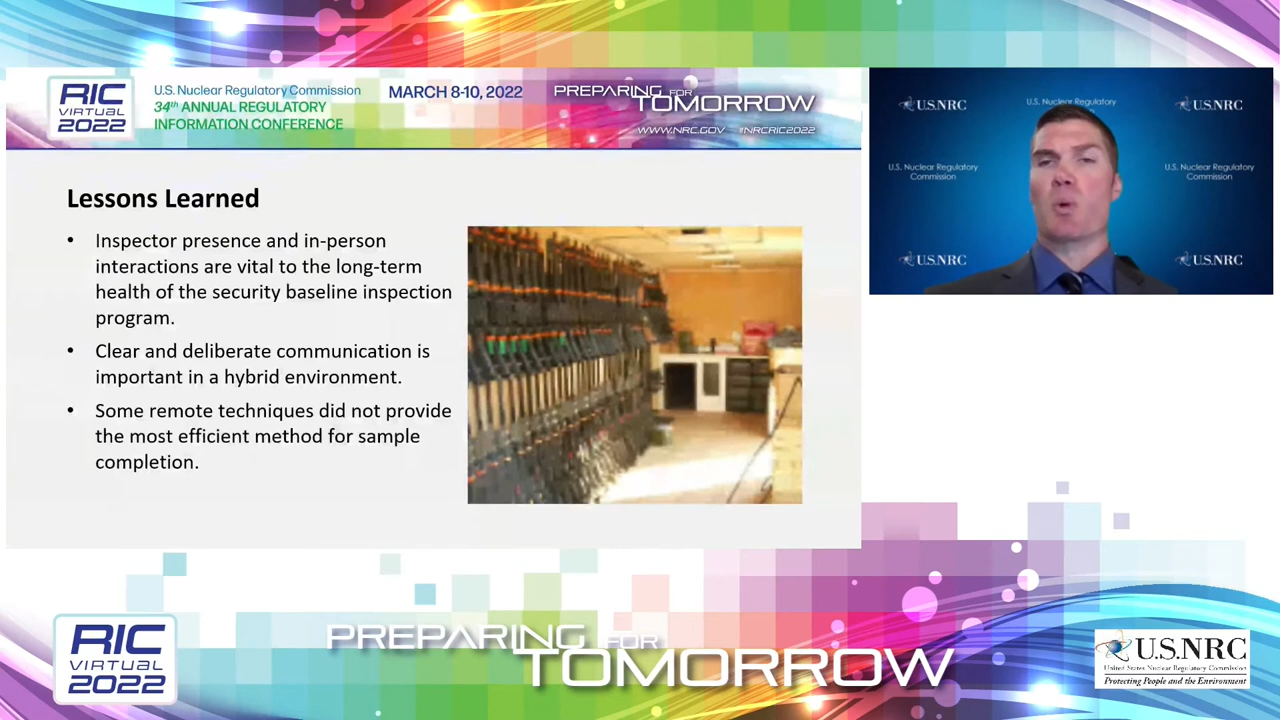 RIC
VIRTUAL
2022
U.S. Nuclear Regulatory Commission
34th ANNUAL REGULATORY
INFORMATION CONFERENCE
MARCH 8-10, 2022
PREPARING FOR
TOMORROW
WWW.NRC.GOV #NRCRIC2022
Lessons Learned
• Inspector presence and in-person
interactions are vital to the long-term
health of the security baseline inspection
program.
• Clear and deliberate communication is
important in a hybrid environment.
• Some remote techniques did not provide
the most efficient method for sample
completion.
U.S.NRC
U.S. Nuclear Regulatory
U.S.NRC
U.S. Nuclear Regulatory
Commission
U.S. Nuclear Regulatory
Commission
U.S.NRC
U.S.NRC
RIC
VIRTUAL
2022
PREPARING FOR
TOMORROW
U.S.NRC
United States Nuclear Regulatory Commission
Protecting People and the Environment